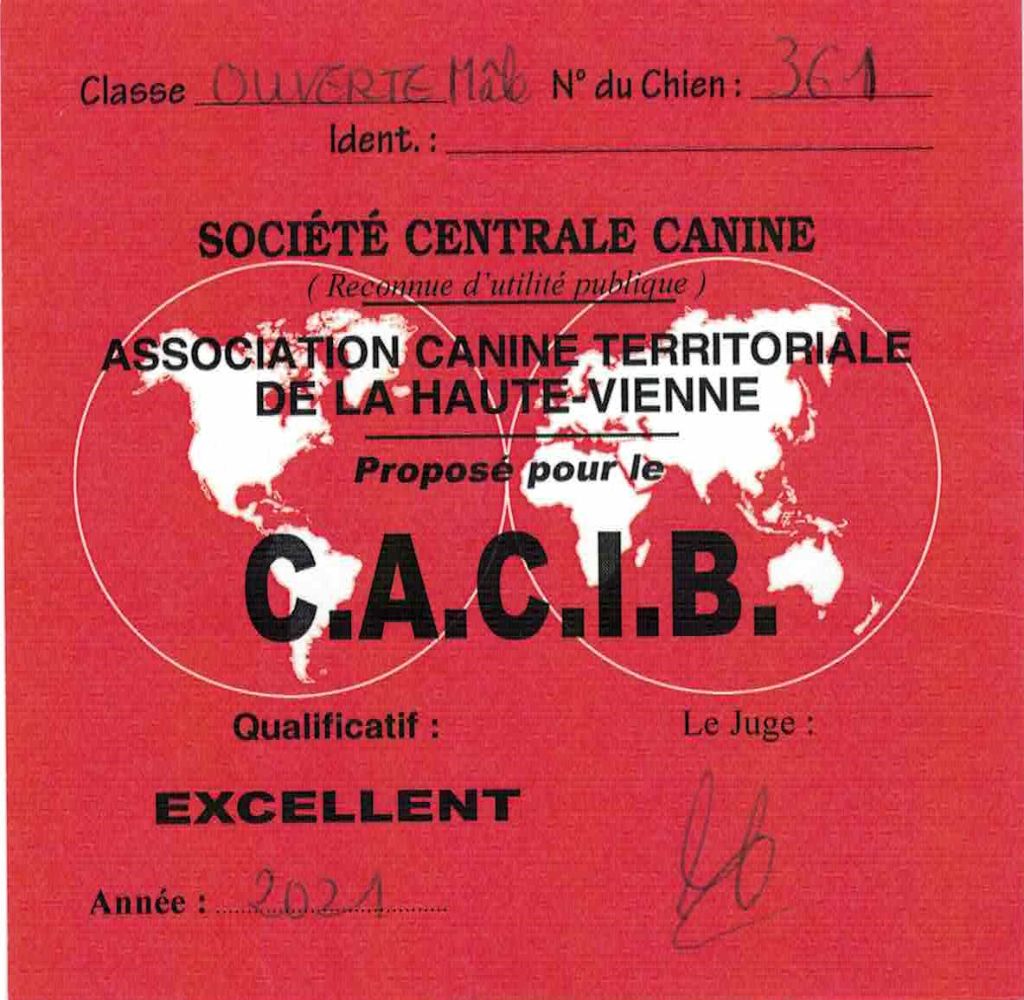 Classe OUVERTE Mâle N° du Chien : 361
Ident. :
SOCIÉTÉ CENTRALE CANINE
( Reconnue d'utilité publique )
ASSOCIATION CANINE TERRITORIALE
DE LA HAUTE-VIENNE
Proposé pour le
C.A.C.I.B.
Qualificatif : Le Juge :
EXCELLENT
Année : 2021